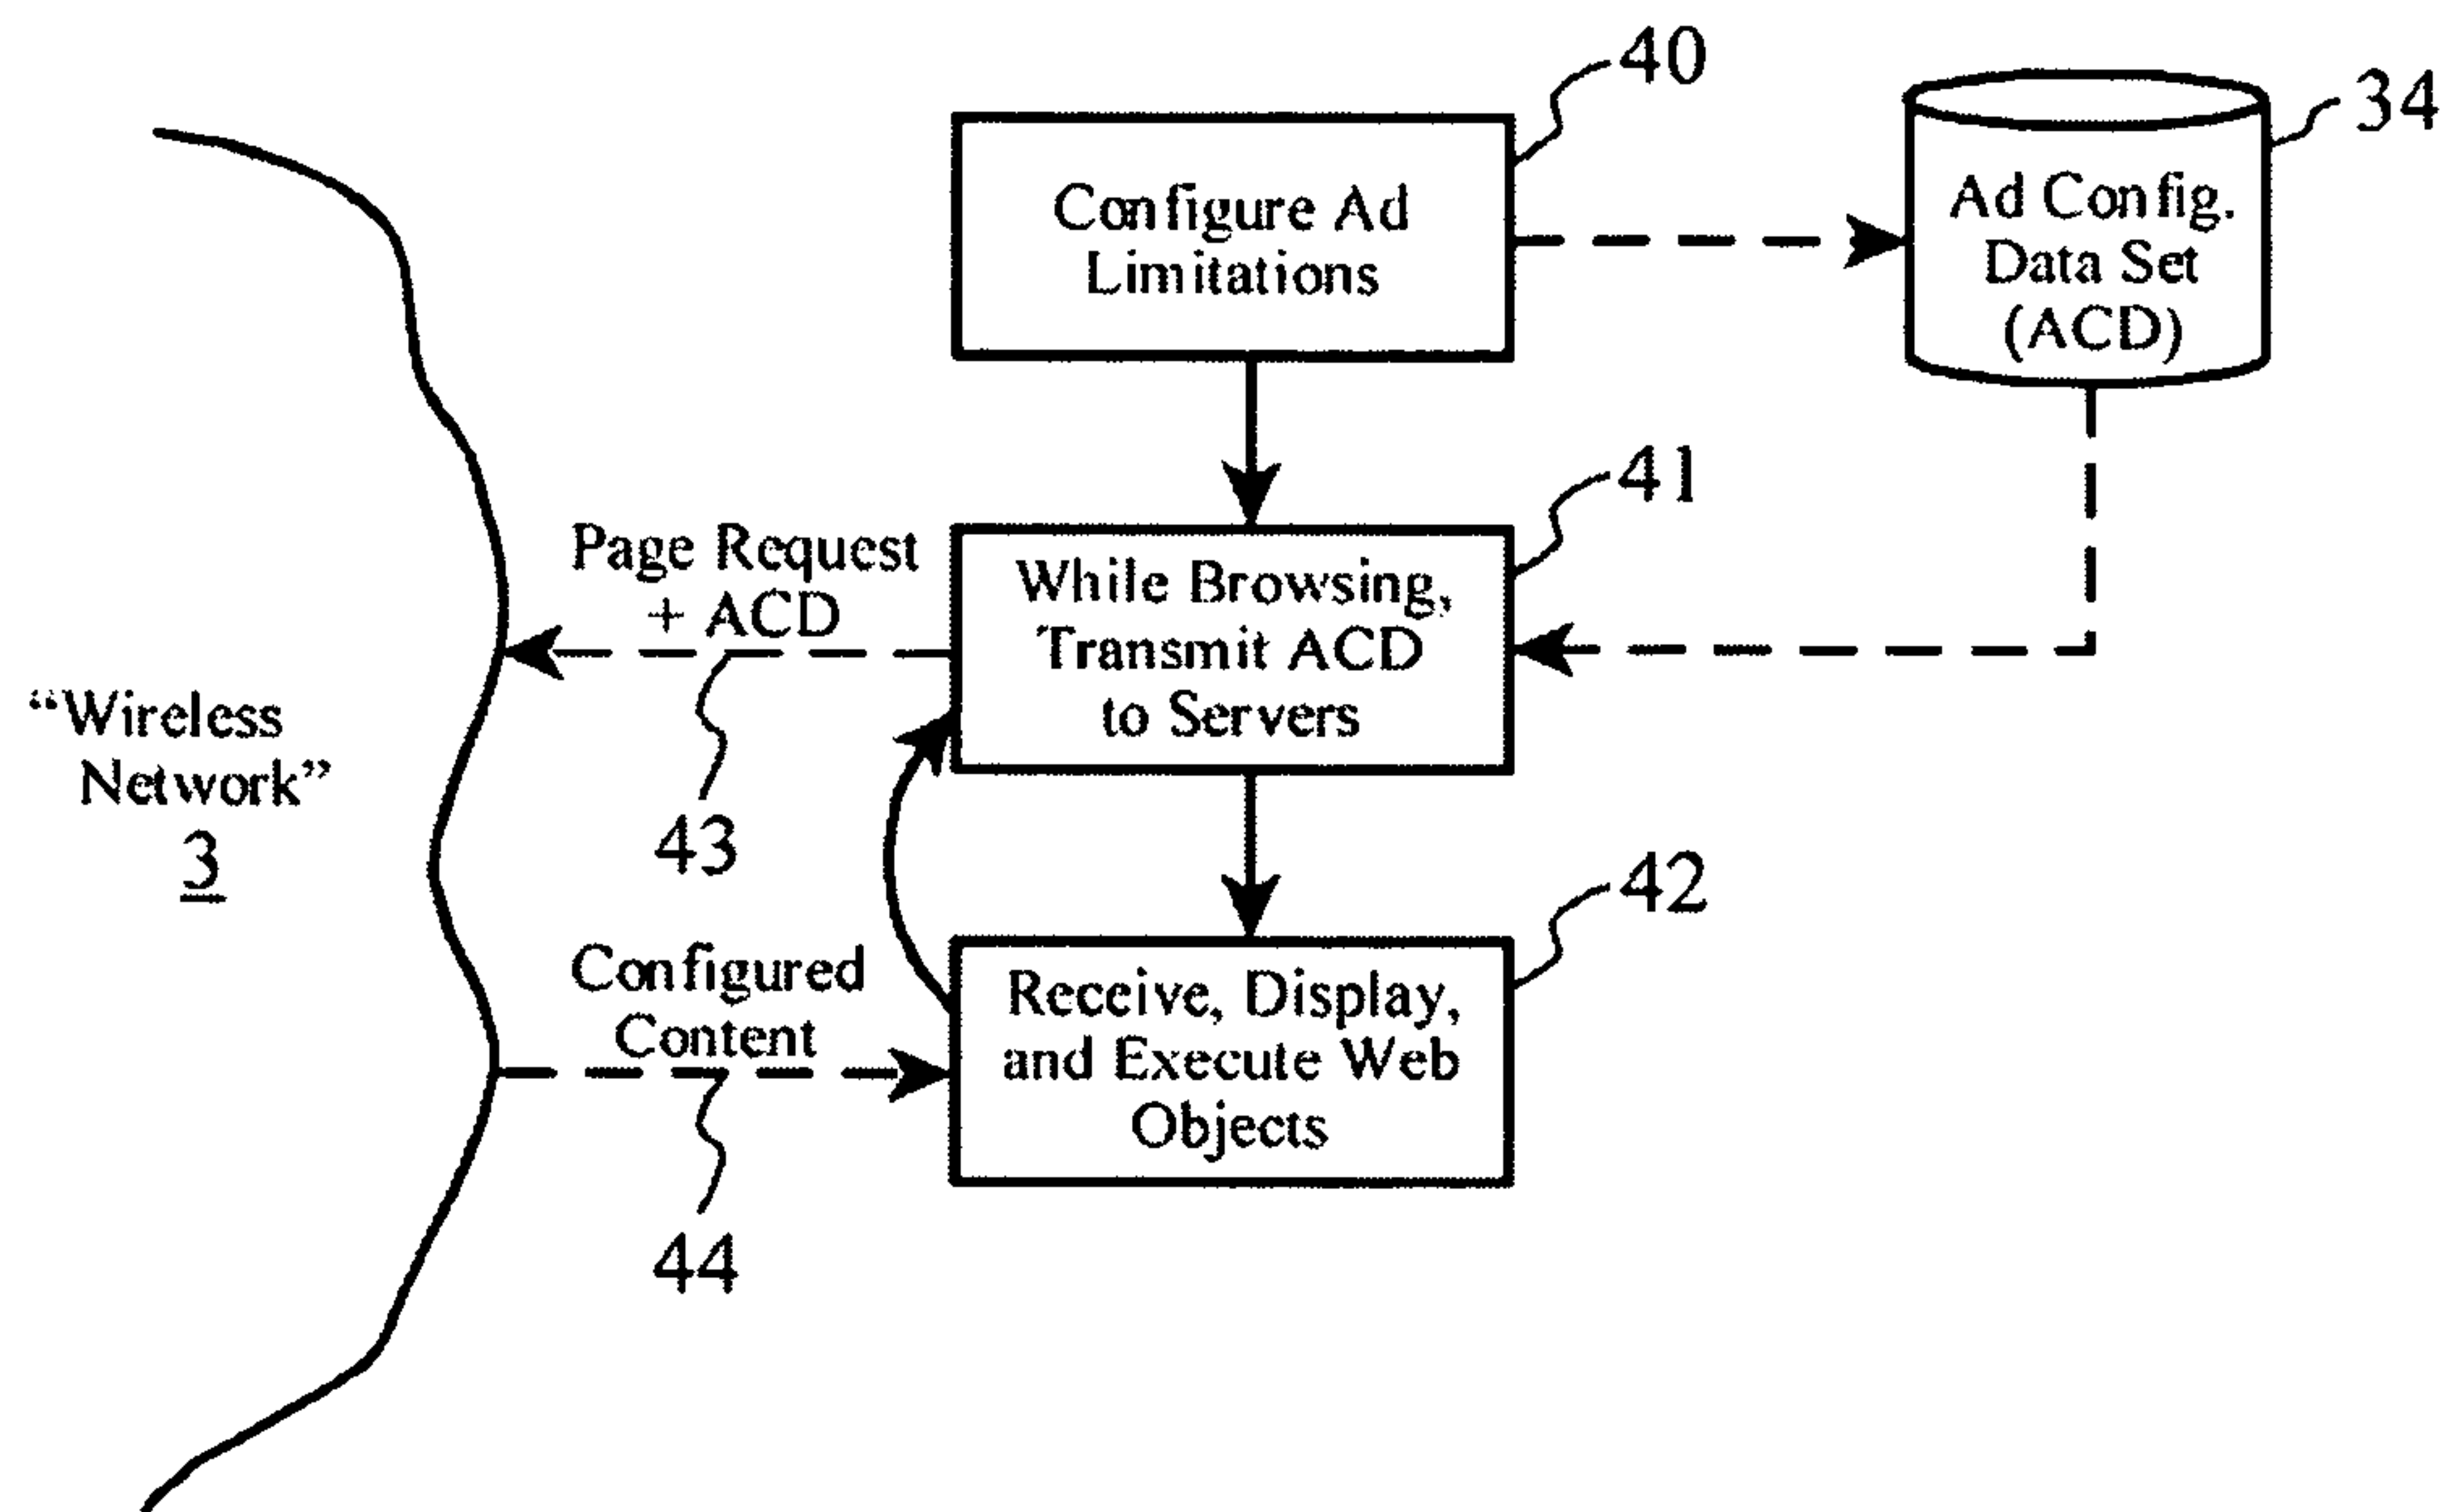 40
34
Configure Ad
Limitations
Ad Config.
Data Set
(ACD)
41
Page Request
+ ACD
While Browsing,
Transmit ACD
to Servers
“Wireless
Network”
3
43
42
Configured
Content
Receive, Display,
and Execute Web
Objects
44